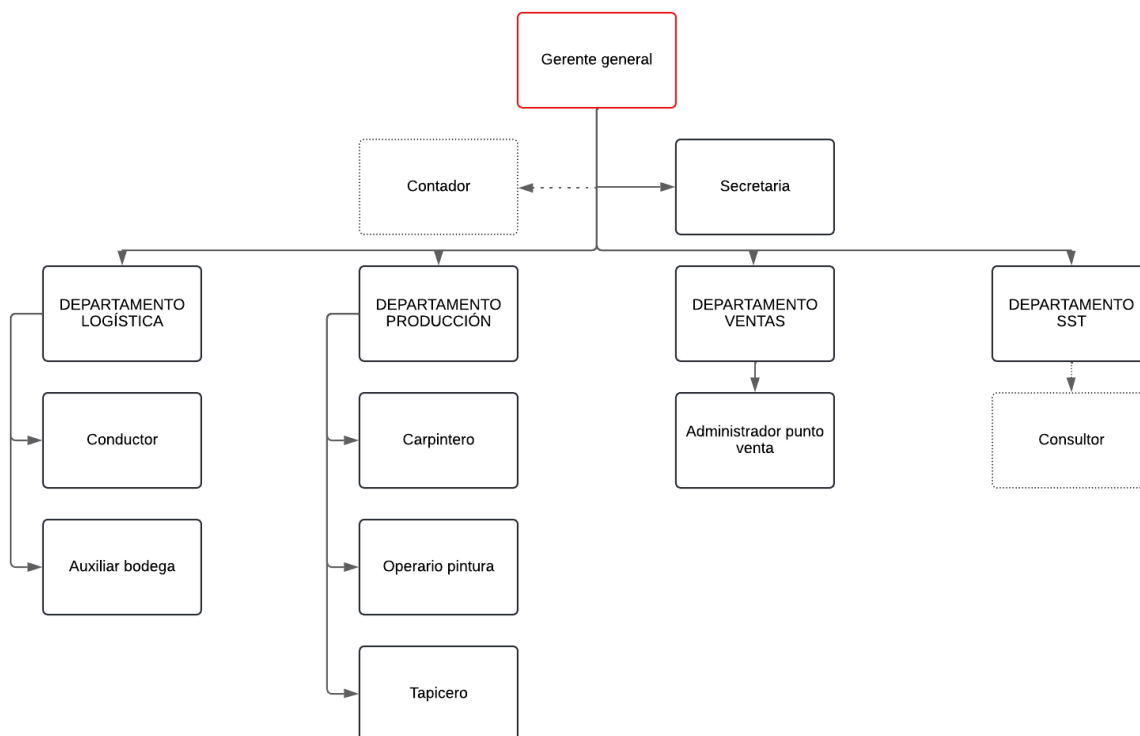 Gerente general
Contador
Secretaria
DEPARTAMENTO
LOGÍSTICA
DEPARTAMENTO
PRODUCCIÓN
DEPARTAMENTO
VENTAS
DEPARTAMENTO
SST
Conductor
Carpintero
Administrador punto
venta
Consultor
Auxiliar bodega
Operario pintura
Tapicero